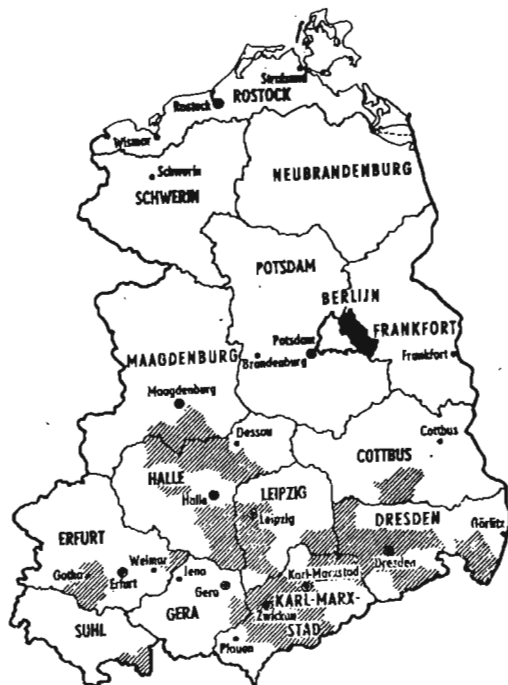 Stralsund
Rostock
ROSTOCK
Wismar
Schwerin
SCHWERIN
NEUBRANDENBURG
POTSDAM
BERLIJN
FRANKFORT
Potsdam
Brandenburg
Frankfort
MAAGDENBURG
Maagdenburg
Dessau
Cottbus
COTTBUS
HALLE
Halle
LEIPZIG
Leipzig
DRESDEN
Görlitz
Dresden
ERFURT
Gotha
Erfurt
Weimar
Jena
Gera
GERA
Karl-Marxstad
KARL-MARX-
STAD
Zwickau
SUHL
Plauen